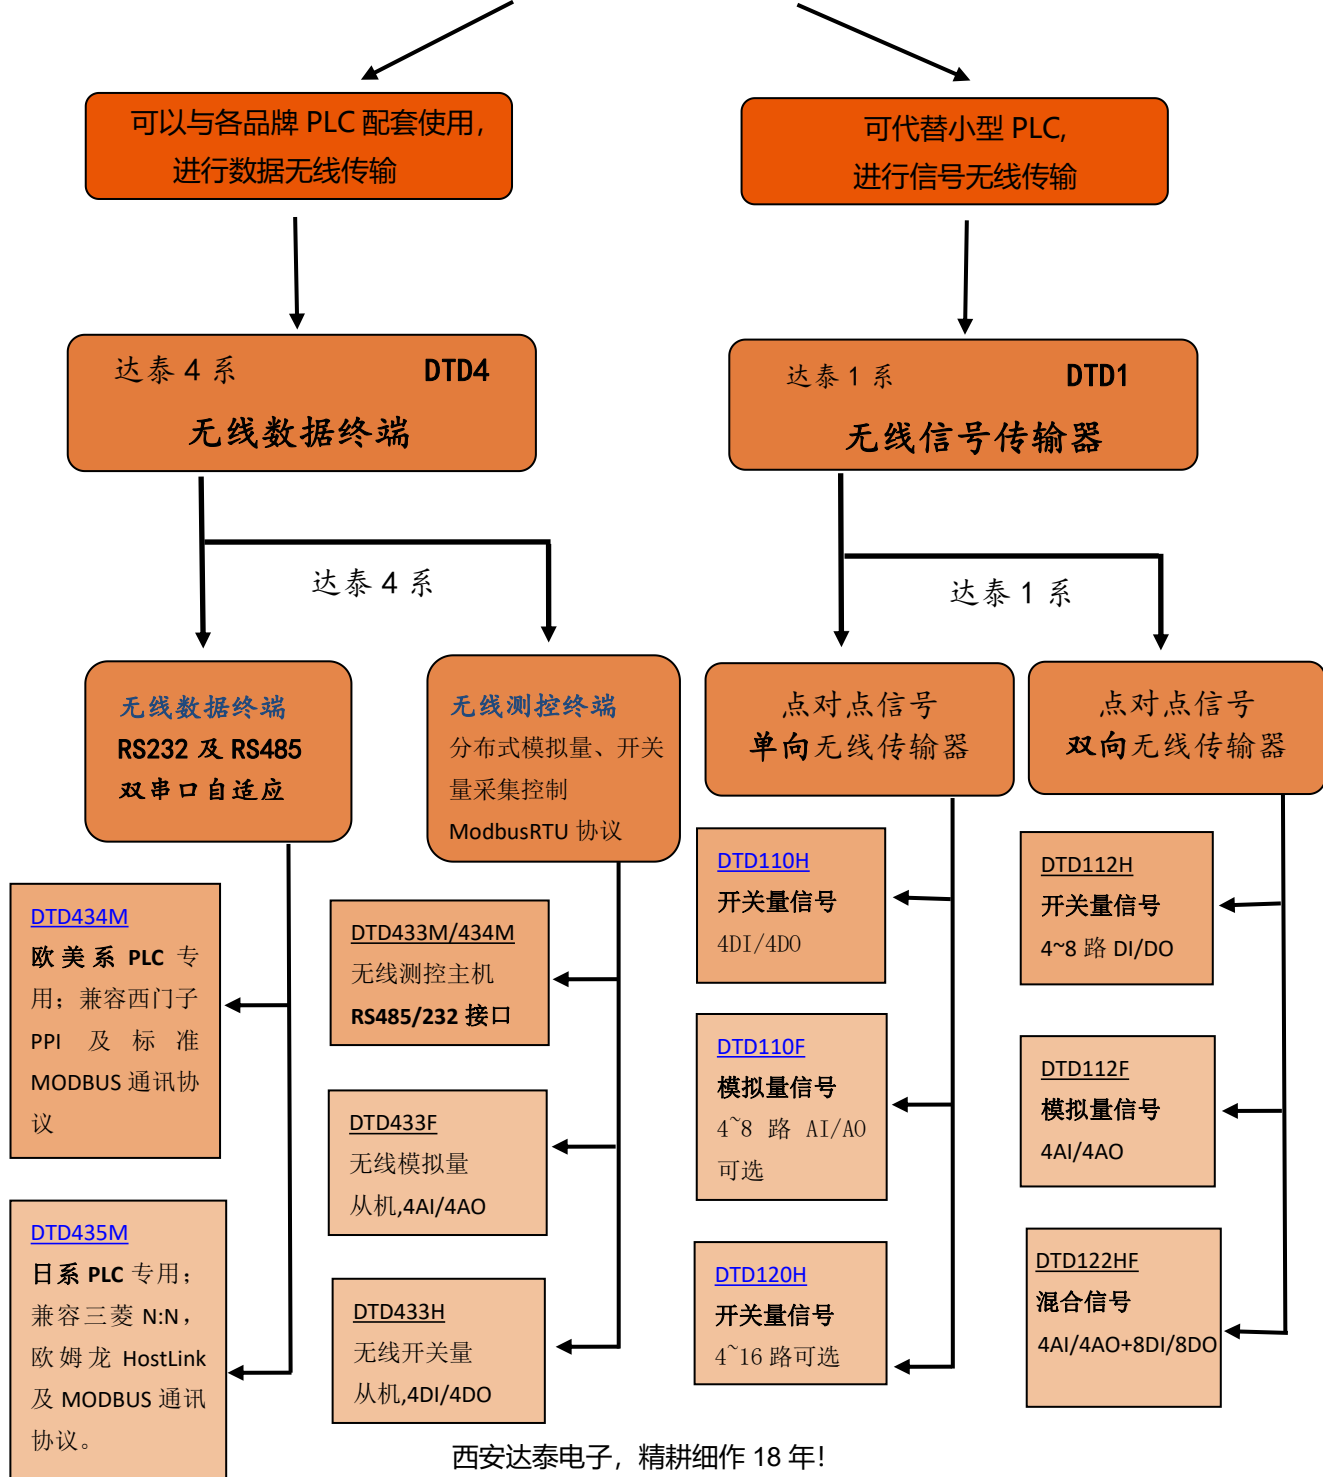 可以与各品牌 PLC 配套使用，
进行数据无线传输
可代替小型 PLC,
进行信号无线传输
达泰 4 系 DTD4
无线数据终端
达泰 1 系 DTD1
无线信号传输器
达泰 4 系
达泰 1 系
无线数据终端
RS232 及 RS485
双串口自适应
无线测控终端
分布式模拟量、开关
量采集控制
ModbusRTU 协议
点对点信号
单向无线传输器
点对点信号
双向无线传输器
DTD434M
欧美系 PLC 专
用；兼容西门子
PPI 及标准
MODBUS 通讯协
议
DTD435M
日系 PLC 专用；
兼容三菱 N:N，
欧姆龙 HostLink
及 MODBUS 通讯
协议。
DTD433M/434M
无线测控主机
RS485/232 接口
DTD433F
无线模拟量
从机,4AI/4AO
DTD433H
无线开关量
从机,4DI/4DO
DTD110H
开关量信号
4DI/4DO
DTD110F
模拟量信号
4~8 路 AI/AO
可选
DTD120H
开关量信号
4~16 路可选
DTD112H
开关量信号
4~8 路 DI/DO
DTD112F
模拟量信号
4AI/4AO
DTD122HF
混合信号
4AI/4AO+8DI/8DO
西安达泰电子，精耕细作 18 年！